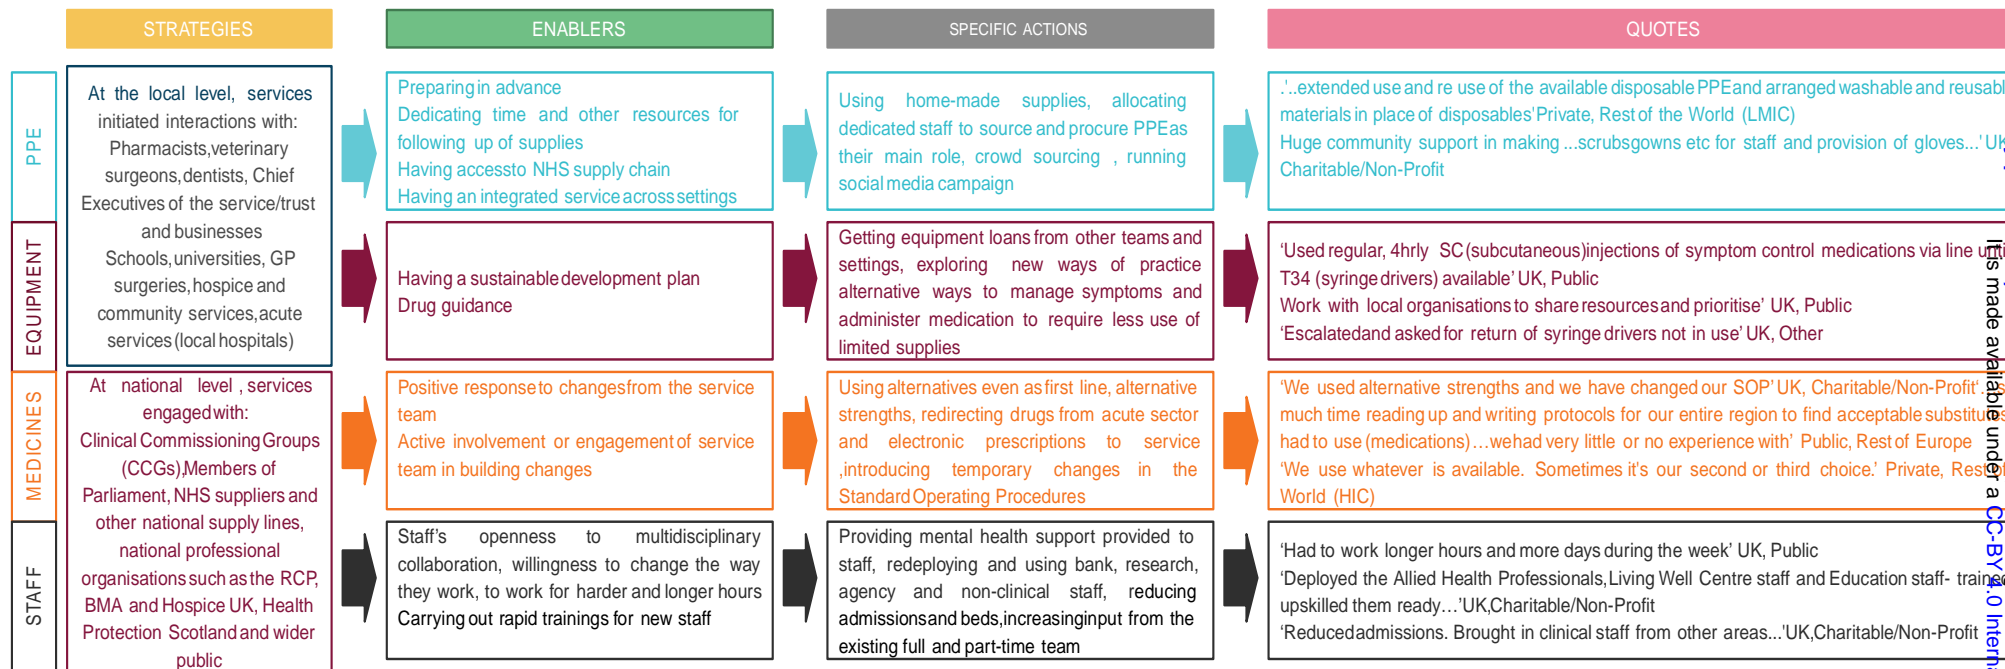 STRATEGIES
ENABLERS
SPECIFIC ACTIONS
QUOTES
PPE
EQUIPMENT
MEDICINES
STAFF
At the local level, services
initiated interactions with:
Pharmacists, veterinary
surgeons, dentists, Chief
Executives of the service/trust
and businesses
Schools, universities, GP
surgeries, hospice and
community services, acute
services (local hospitals)
At national level , services
engaged with:
Clinical Commissioning Groups
(CCGs),Members of
Parliament, NHS suppliers and
other national supply lines,
national professional
organisations such as the RCP,
BMA and Hospice UK, Health
Protection Scotland and wider
public
Preparing in advance
Dedicating time and other resources for
following up of supplies
Having access to NHS supply chain
Having an integrated service across settings
Using home-made supplies, allocating
dedicated staff to source and procure PPE as
their main role, crowd sourcing , running
social media campaign
.'..extended use and re use of the available disposable PPE and arranged washable and reusabl
materials in place of disposables' Private, Rest of the World (LMIC)
Huge community support in making ...scrubs gowns etc for staff and provision of gloves...' UK
Charitable/Non-Profit
Having a sustainable development plan
Drug guidance
Getting equipment loans from other teams and
settings, exploring new ways of practice
alternative ways to manage symptoms and
administer medication to require less use of
limited supplies
‘Used regular, 4hrly SC (subcutaneous)injections of symptom control medications via line
T34 (syringe drivers) available’ UK, Public
Work with local organisations to share resources and prioritise’ UK, Public
‘Escalated and asked for return of syringe drivers not in use’ UK, Other
Positive response to changes from the service
team
Active involvement or engagement of service
team in building changes
Using alternatives even as first line, alternative
strengths, redirecting drugs from acute sector
and electronic prescriptions to service
,introducing temporary changes in the
Standard Operating Procedures
‘We used alternative strengths and we have changed our SOP’ UK, Charitable/Non-Profit‘
much time reading up and writing protocols for our entire region to find acceptable
had to use (medications)…we had very little or no experience with’ Public, Rest of Europe
‘We use whatever is available. Sometimes it's our second or third choice.’ Private, Rest
World (HIC)
Staff’s openness to multidisciplinary
collaboration, willingness to change the way
they work, to work for harder and longer hours
Carrying out rapid trainings for new staff
Providing mental health support provided to
staff, redeploying and using bank, research,
agency and non-clinical staff, reducing
admissions and beds,increasing input from the
existing full and part-time team
‘Had to work longer hours and more days during the week’ UK, Public
‘Deployed the Allied Health Professionals, Living Well Centre staff and Education staff-
upskilled them ready…’UK,Charitable/Non-Profit
‘Reduced admissions. Brought in clinical staff from other areas...’UK,Charitable/Non-Profit
It is made available under a CC-BY 4.0 Interna